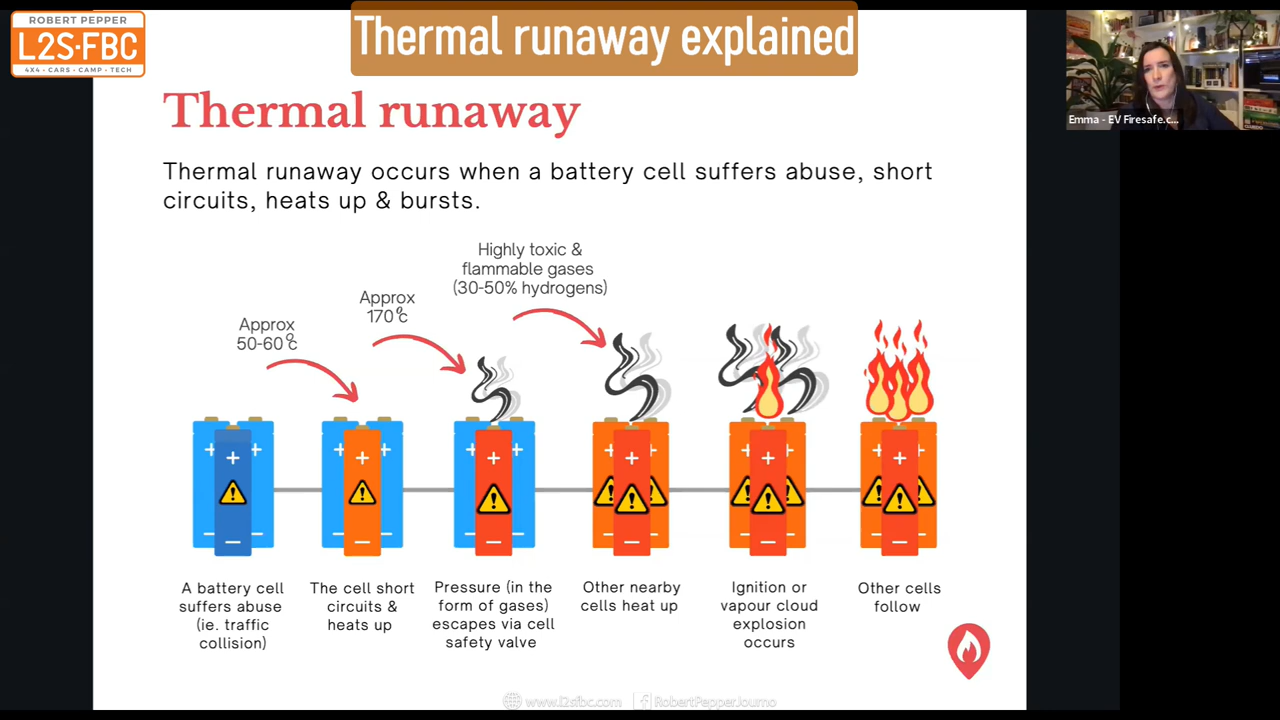 ROBERT PEPPER
L2S·FBC
4X4 - CARS - CAMP - TECH
Thermal runaway explained
Emma - EV Firesafe.c...
Thermal runaway
Thermal runaway occurs when a battery cell suffers abuse, short
circuits, heats up & bursts.
Highly toxic &
flammable gases
(30-50% hydrogens)
Approx
170°c
Approx
50-60°c
A battery cell
suffers abuse
(ie. traffic
collision)
The cell short
circuits &
heats up
Pressure (in the
form of gases)
escapes via cell
safety valve
Other nearby
cells heat up
Ignition or
vapour cloud
explosion
occurs
Other cells
follow
www.l2sfbc.com
RobertPepperJourno